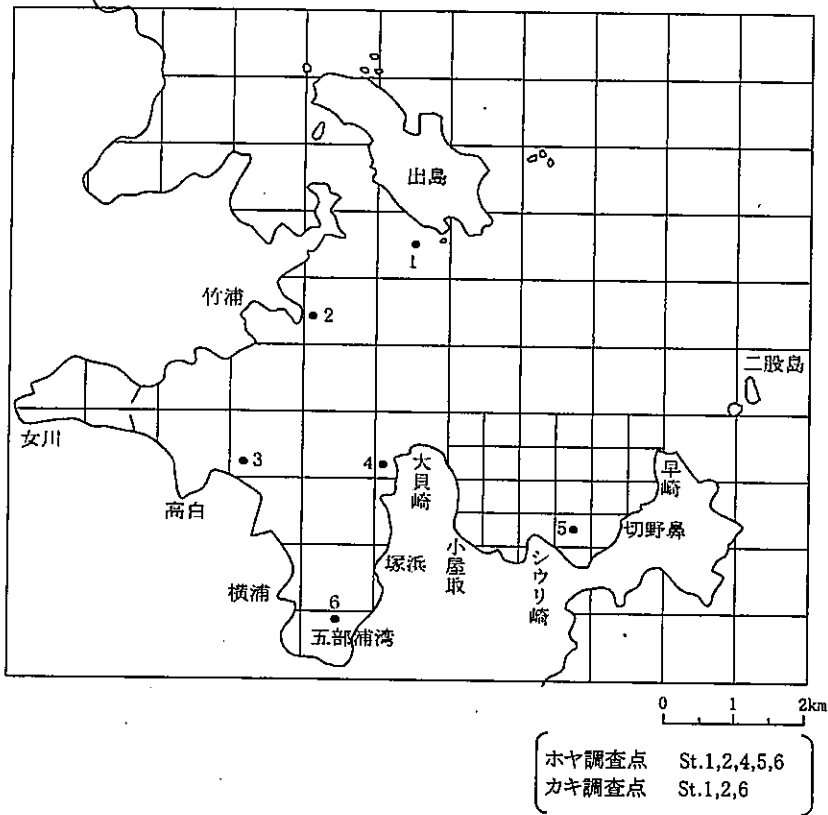 出島
1
竹浦
2
二股島
女川
3
4
大貝崎
早崎
高白
5
切野鼻
小屋取
塚浜
シウリ崎
横浦
6
五部浦湾
0 1 2km
ホヤ調査点 St.1,2,4,5,6
カキ調査点 St.1,2,6